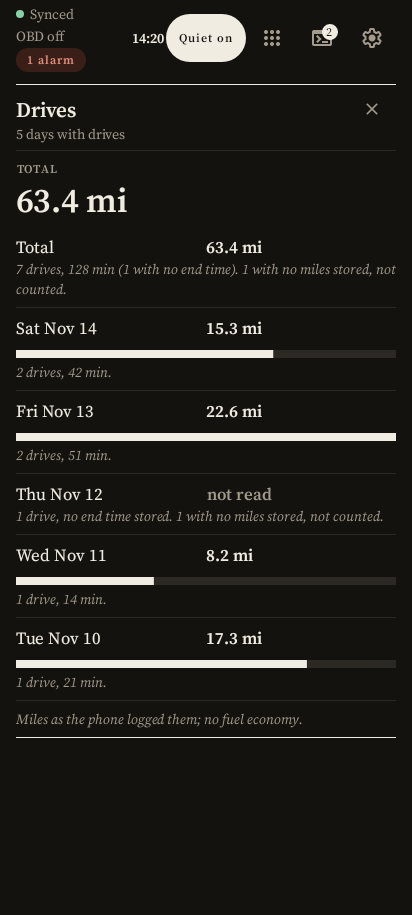 Synced
OBD off
1 alarm
14:20
Quiet on
2
Drives
5 days with drives
TOTAL
63.4 mi
Total 63.4 mi
7 drives, 128 min (1 with no end time). 1 with no miles stored, not
counted.
Sat Nov 14 15.3 mi
2 drives, 42 min.
Fri Nov 13 22.6 mi
2 drives, 51 min.
Thu Nov 12 not read
1 drive, no end time stored. 1 with no miles stored, not counted.
Wed Nov 11 8.2 mi
1 drive, 14 min.
Tue Nov 10 17.3 mi
1 drive, 21 min.
Miles as the phone logged them; no fuel economy.